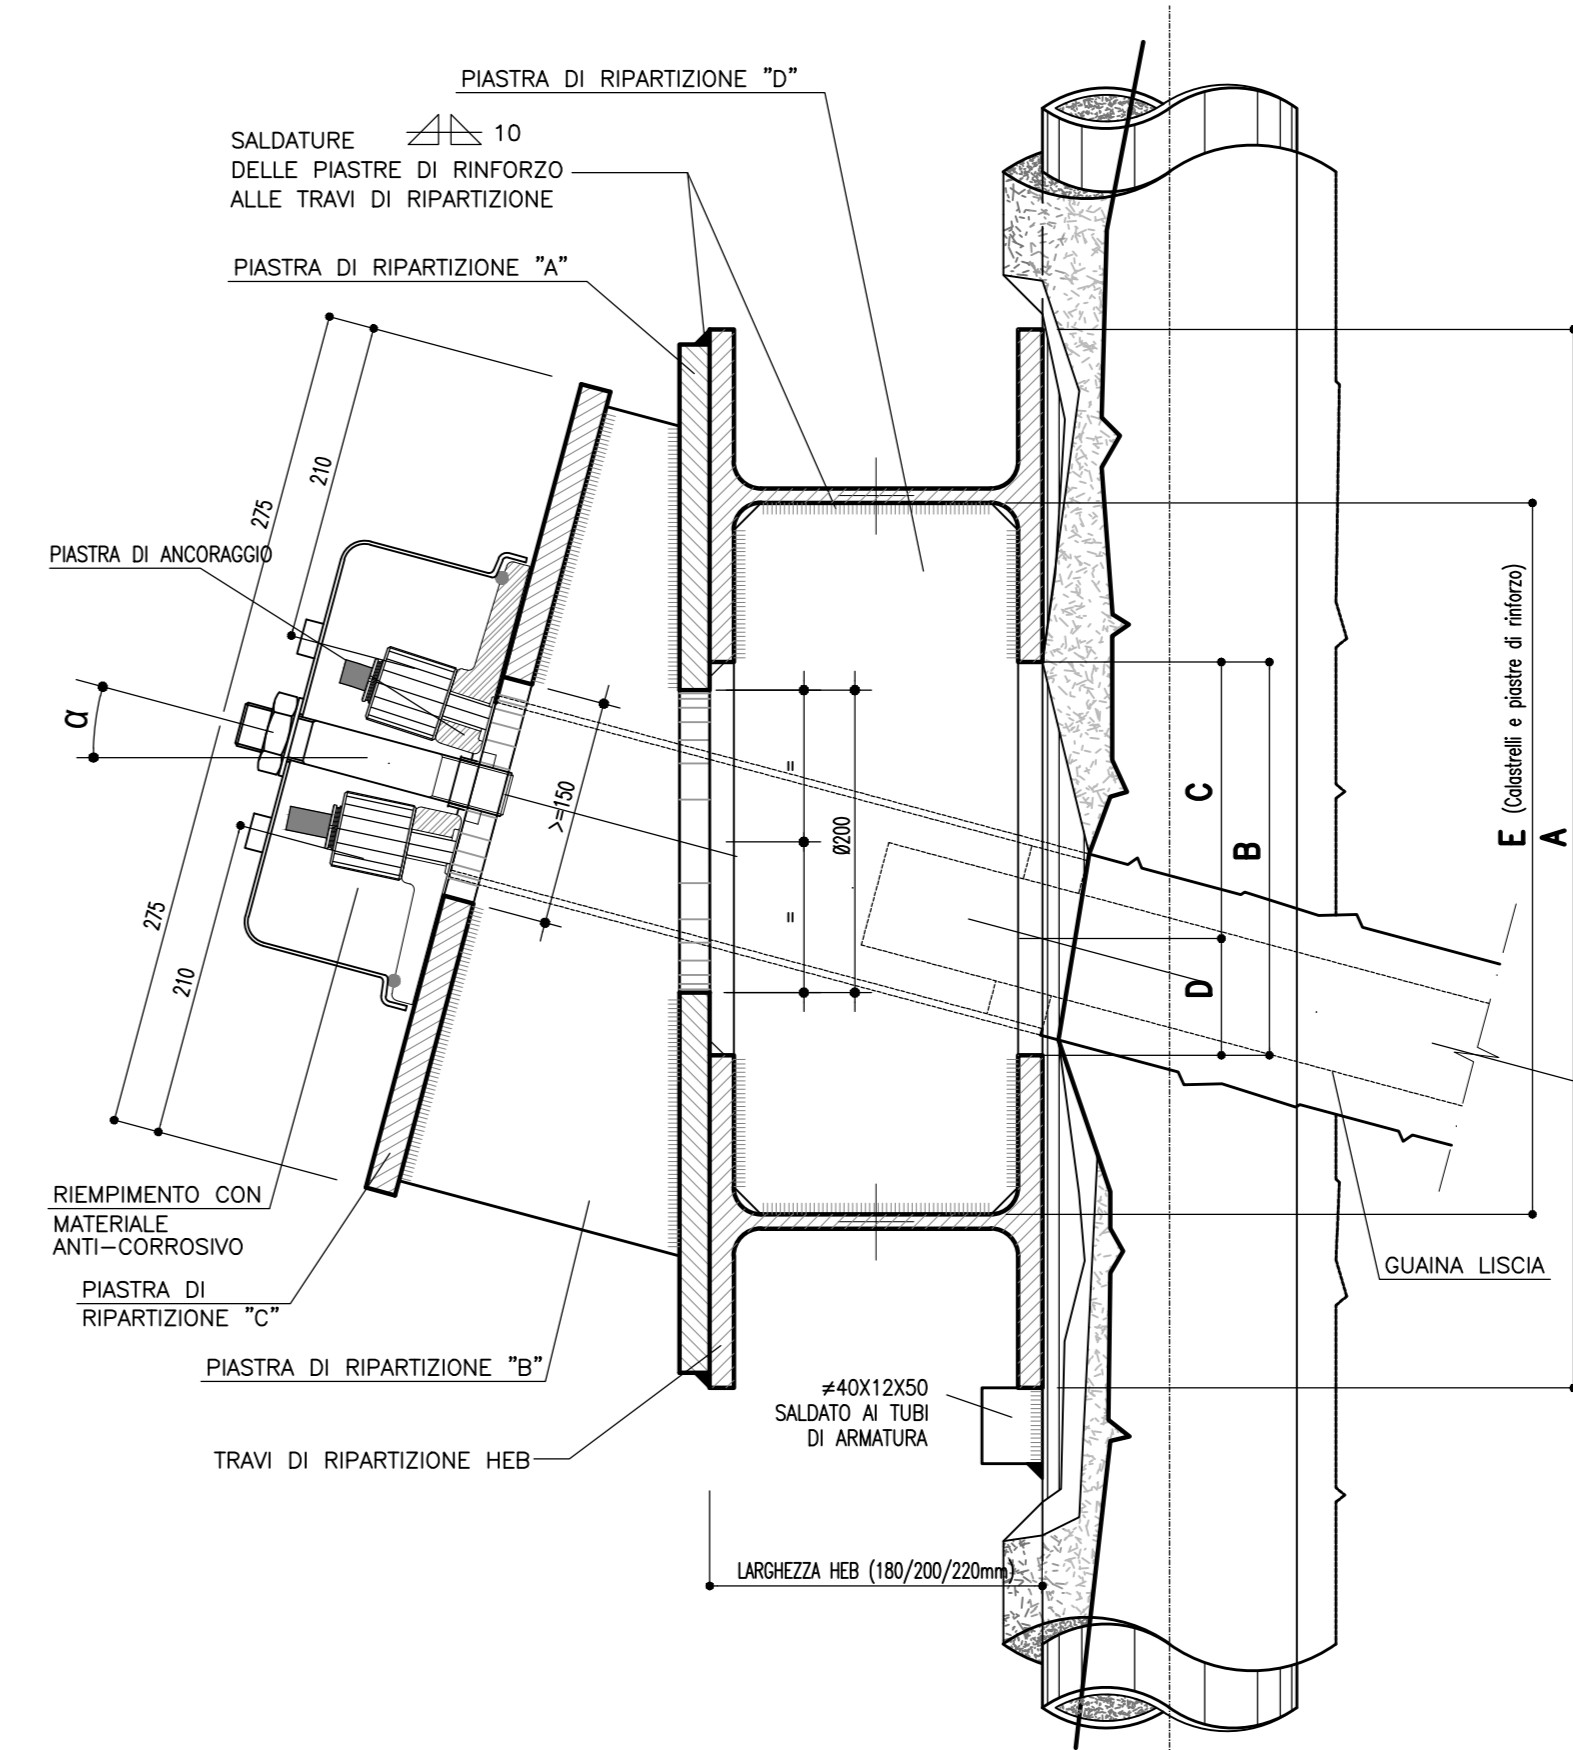 PIASTRA DI RIPARTIZIONE "D"
SALDATURE 10
DELLE PIASTRE DI RINFORZO
ALLE TRAVI DI RIPARTIZIONE
PIASTRA DI RIPARTIZIONE "A"
210
275
PIASTRA DI ANCORAGGIO
α
>=150
=
=
Ø200
C
B
D
E (Calastrelli e piastre di rinforzo)
A
275
210
RIEMPIMENTO CON
MATERIALE
ANTI-CORROSIVO
PIASTRA DI
RIPARTIZIONE "C"
PIASTRA DI RIPARTIZIONE "B"
TRAVI DI RIPARTIZIONE HEB
≠40X12X50
SALDATO AI TUBI
DI ARMATURA
GUAINA LISCIA
LARGHEZZA HEB (180/200/220mm)